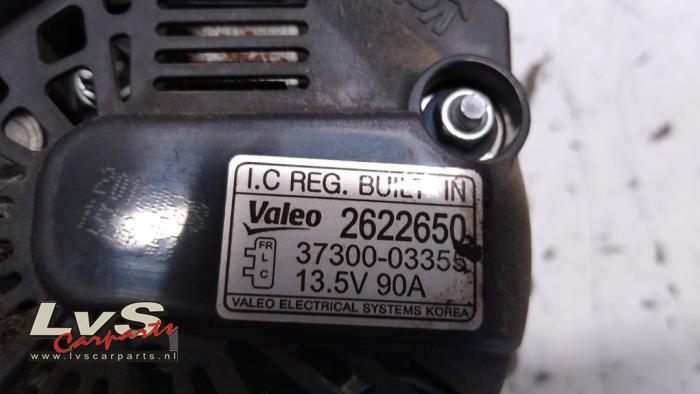 I.C REG. BUILT IN
Valeo 2622650
FR
L
C
37300-03355
13.5V 90A
VALEO ELECTRICAL SYSTEMS KOREA
LvS
Carparts
www.lvscarparts.nl